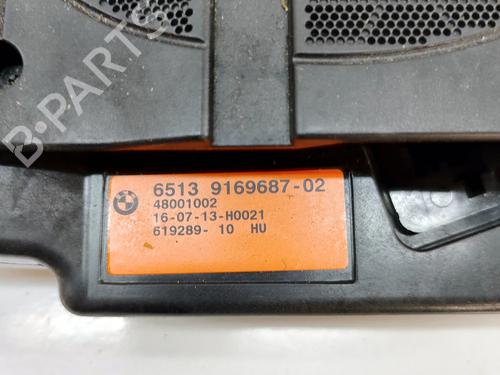 B-PARTS
6513 9169687-02
48001002
16-07-13-H0021
619289- 10 HU